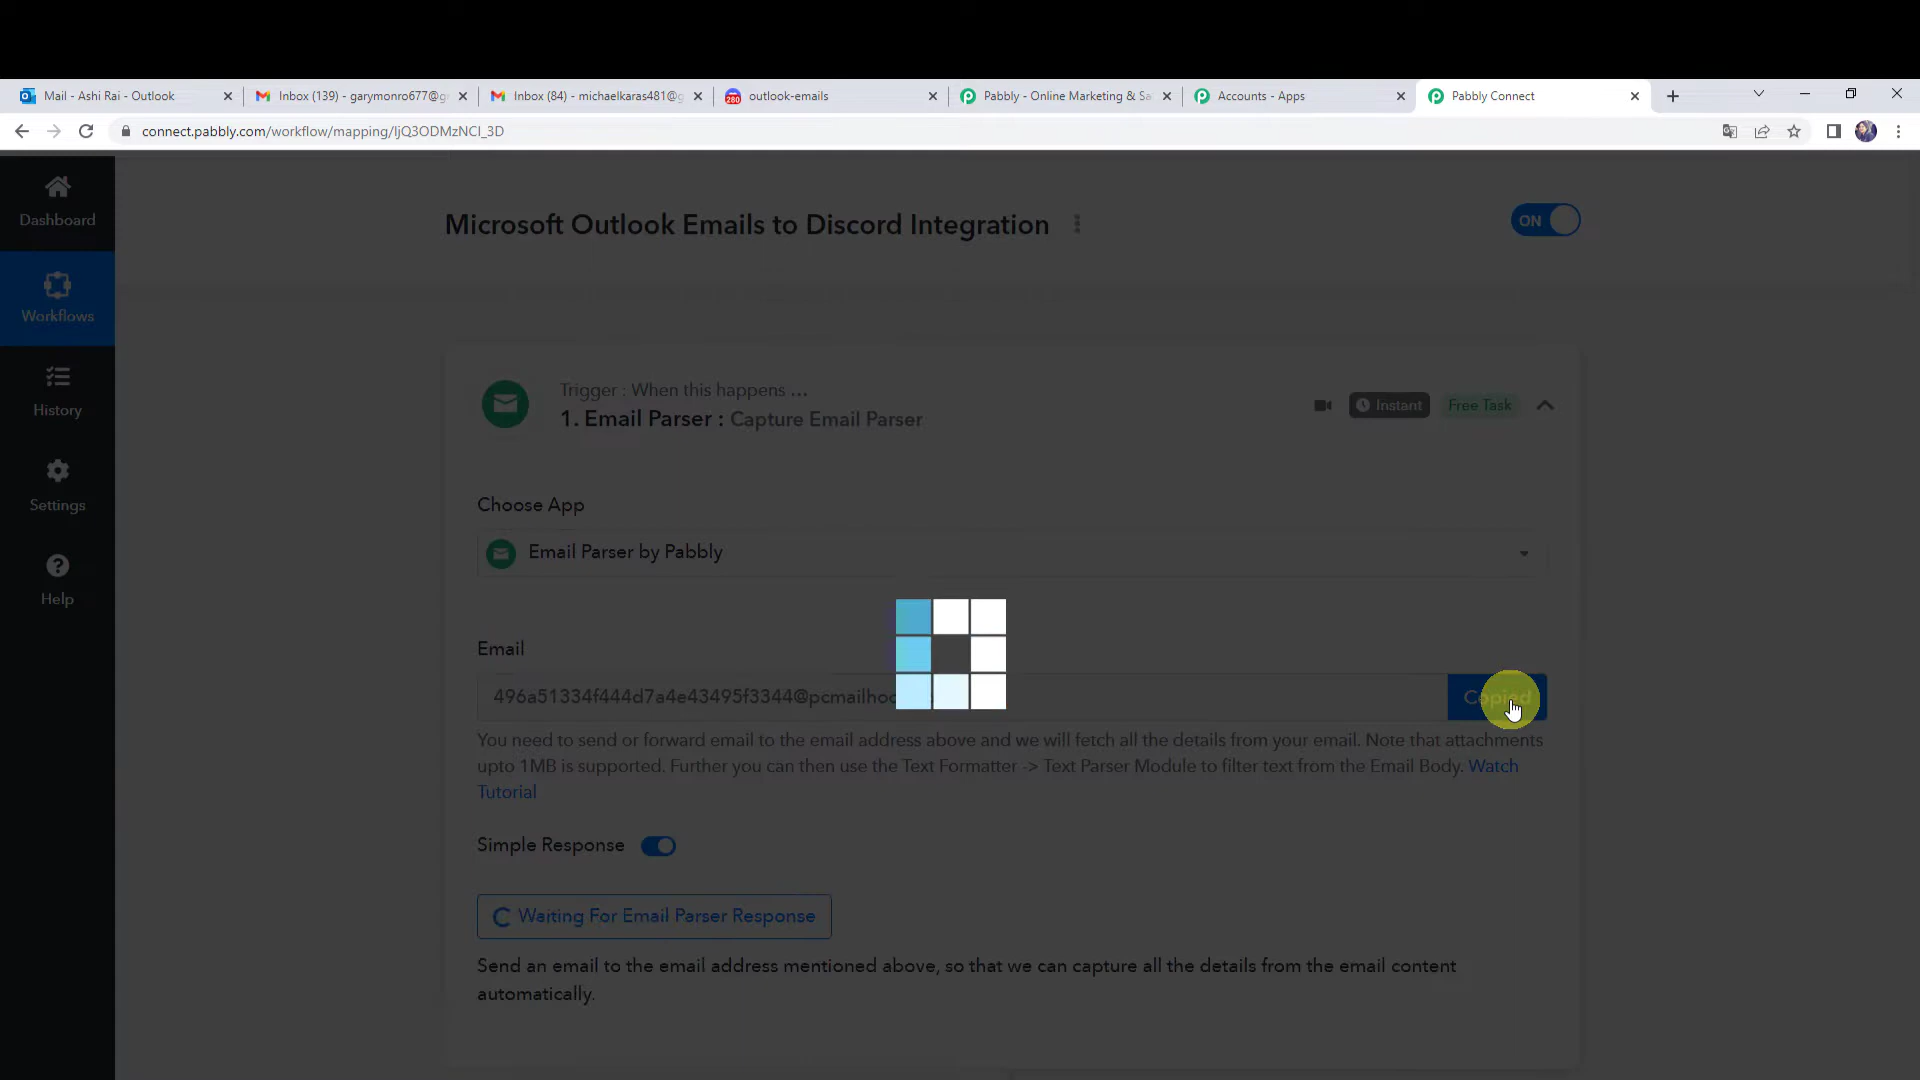 Mail - Ashi Rai - Outlook
Inbox (139) - garymonro677@g
Inbox (84) - michaelkaras481@g
280
outlook-emails
Pabbly - Online Marketing & Sa
Accounts - Apps
Pabbly Connect
connect.pabbly.com/workflow/mapping/IjQ3ODMzNCI_3D
Dashboard
Workflows
History
Settings
Help
Microsoft Outlook Emails to Discord Integration
ON
Trigger : When this happens ...
1. Email Parser : Capture Email Parser
Instant
Free Task
Choose App
Email Parser by Pabbly
Email
496a51334f444d7a4e43495f3344@pcmailhoo
Copied
You need to send or forward email to the email address above and we will fetch all the details from your email. Note that attachments
upto 1MB is supported. Further you can then use the Text Formatter -> Text Parser Module to filter text from the Email Body. Watch
Tutorial
Simple Response
Waiting For Email Parser Response
Send an email to the email address mentioned above, so that we can capture all the details from the email content
automatically.